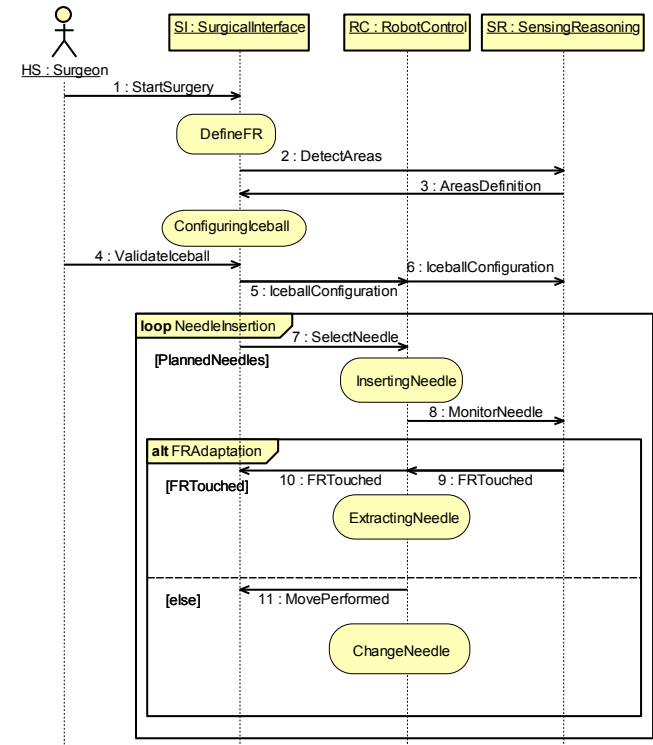 SI : SurgicalInterface
RC : RobotControl
SR : SensingReasoning
HS : Surgeon
1 : StartSurgery
DefineFR
2 : DetectAreas
3 : AreasDefinition
ConfiguringIceball
4 : ValidateIceball
6 : IceballConfiguration
5 : IceballConfiguration
loop NeedleInsertion
7 : SelectNeedle
[PlannedNeedles]
InsertingNeedle
8 : MonitorNeedle
alt FRAdaptation
[FRTouched]
10 : FRTouched
9 : FRTouched
ExtractingNeedle
[else]
11 : MovePerformed
ChangeNeedle